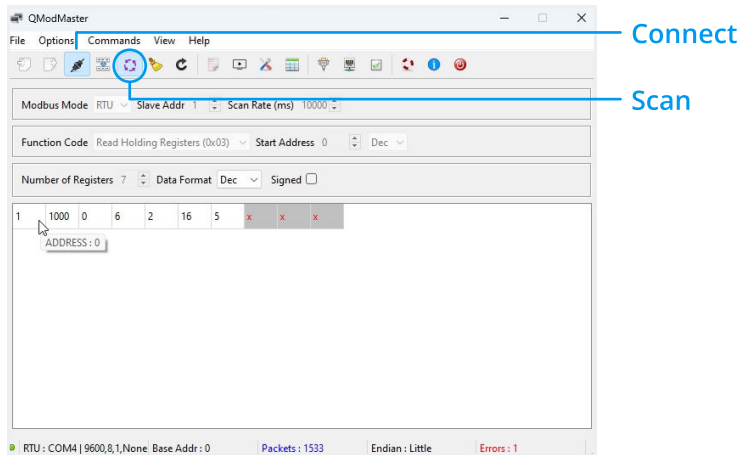 QModMaster
File Options Commands View Help
Connect
Scan
Modbus Mode RTU Slave Addr 1 Scan Rate (ms) 10000
Function Code Read Holding Registers (0x03) Start Address 0 Dec
Number of Registers 7 Data Format Dec Signed
1 1000 0 6 2 16 5 x x x
ADDRESS : 0
RTU : COM4 | 9600,8,1,None Base Addr : 0 Packets : 1533 Endian : Little Errors : 1